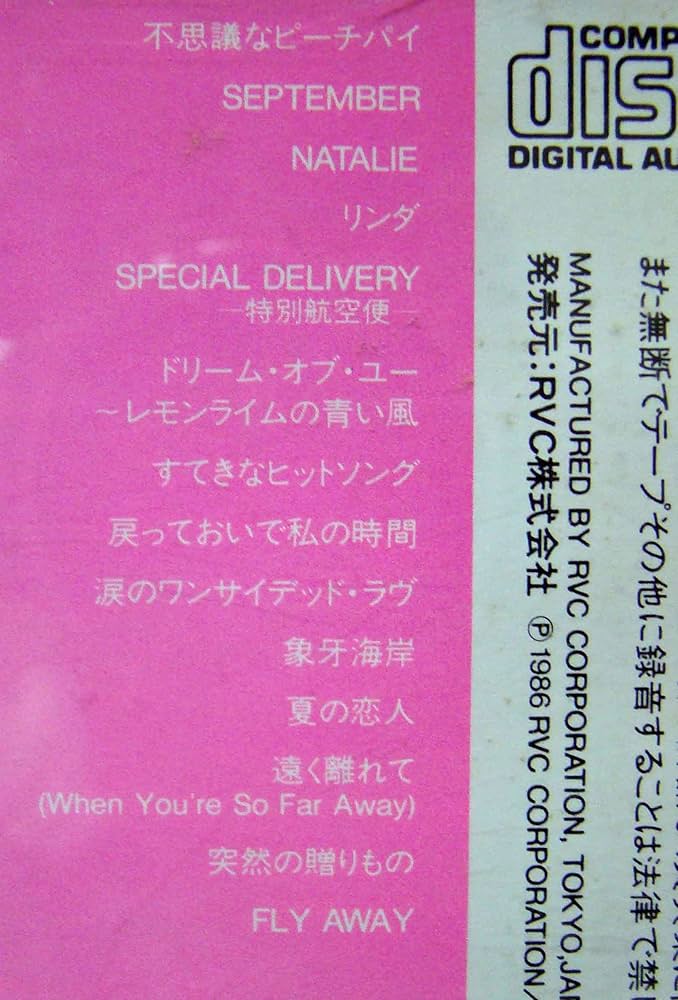 不思議なピーチパイ
SEPTEMBER
NATALIE
リンダ
SPECIAL DELIVERY
—特別航空便—
ドリーム・オブ・ユー
～レモンライムの青い風
すてきなヒットソング
戻っておいで私の時間
涙のワンサイデッド・ラヴ
象牙海岸
夏の恋人
遠く離れて
(When You're So Far Away)
突然の贈りもの
FLY AWAY
COMP
dis
DIGITAL AU
また無断でテープその他に録音することは法律で禁
MANUFACTURED BY RVC CORPORATION, TOKYO, JA
発売元：RVC株式会社 Ⓟ1986 RVC CORPORATION/